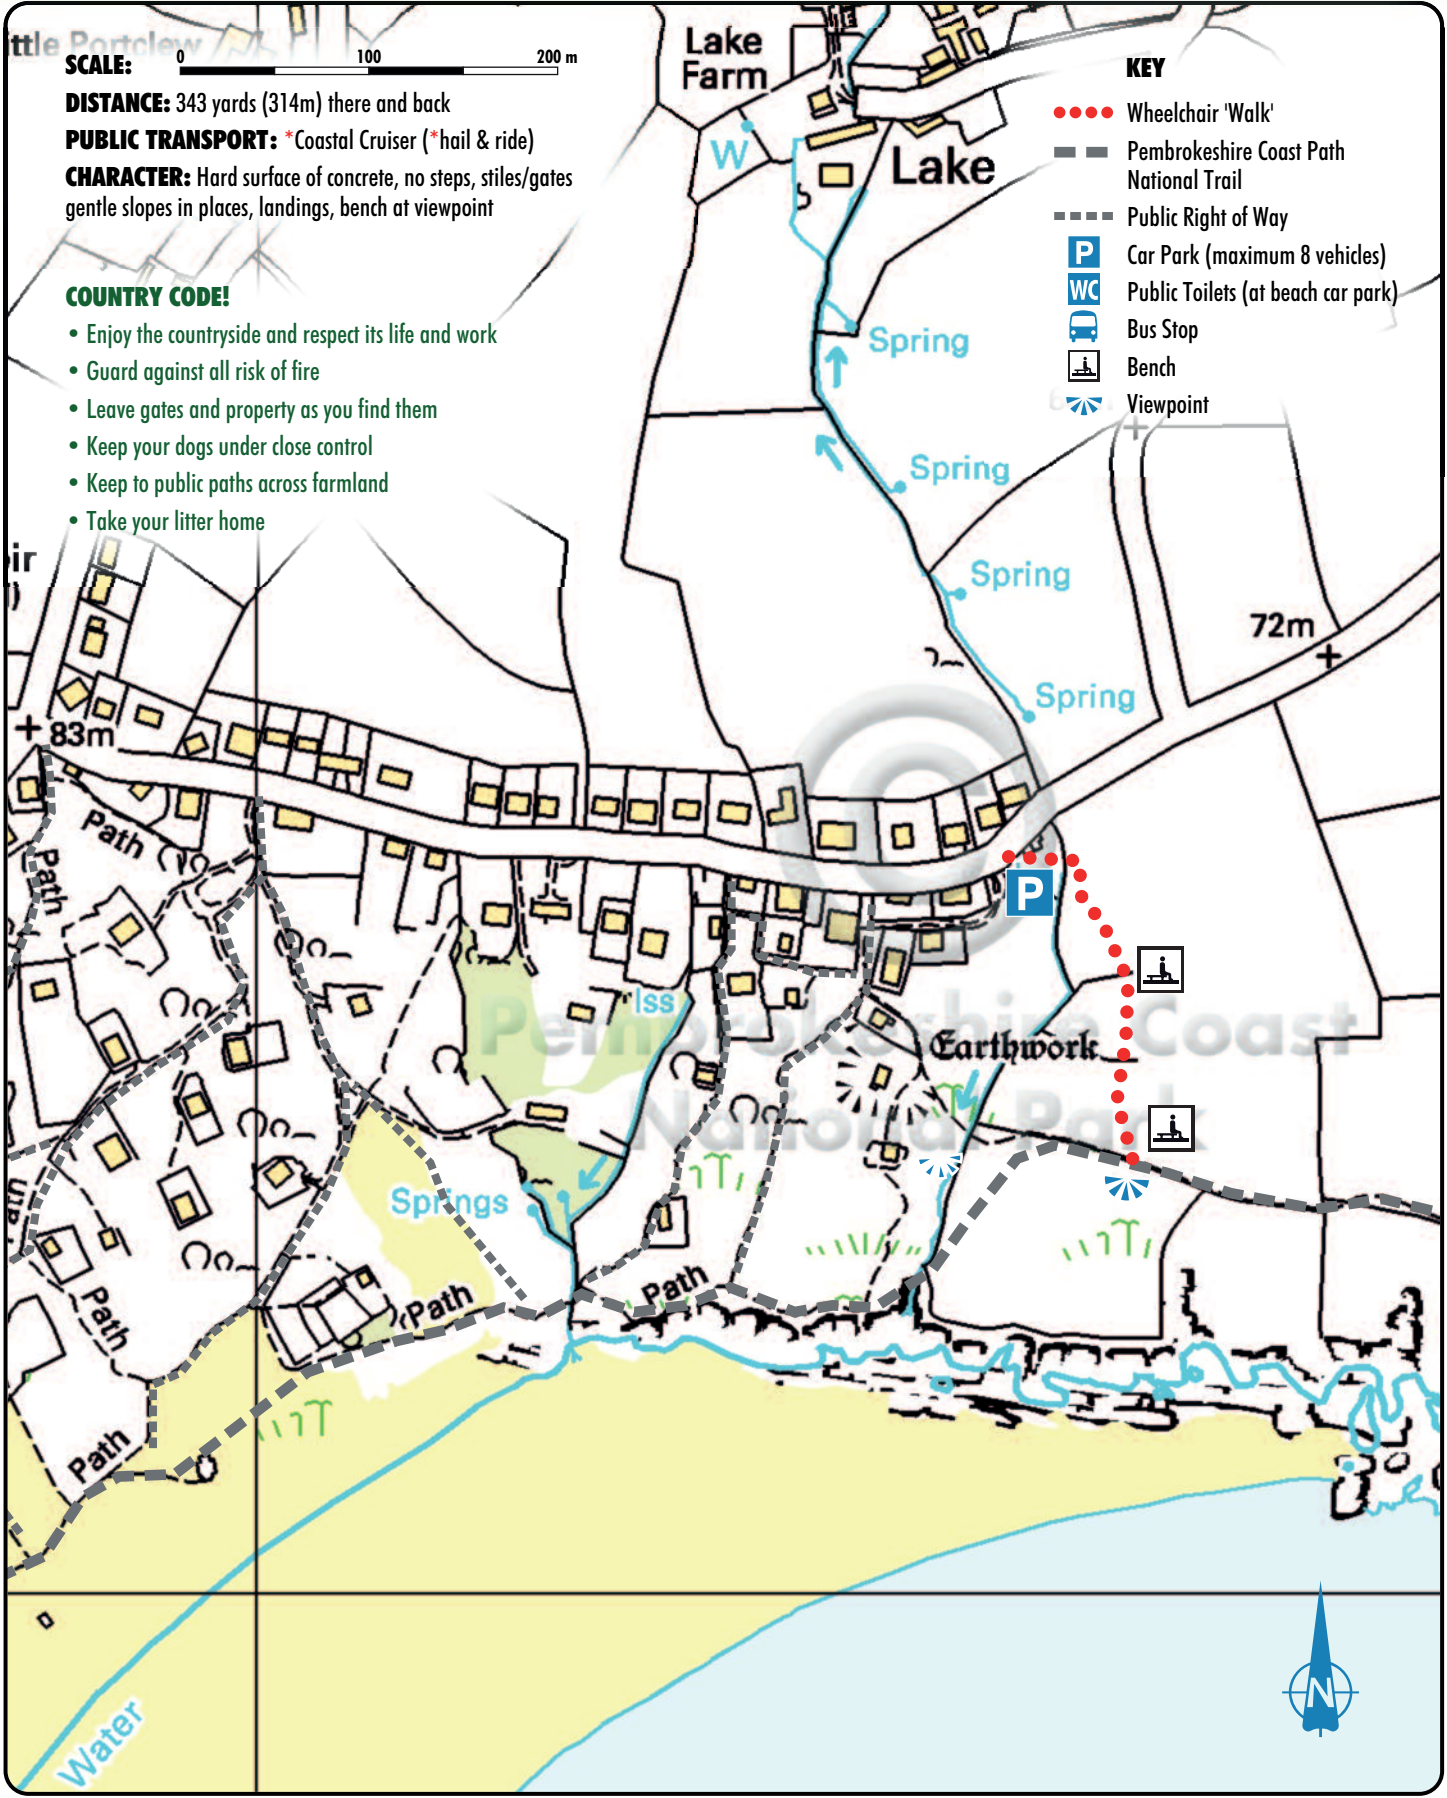 ttle Portclew
SCALE: 0 100 200 m
DISTANCE: 343 yards (314m) there and back
PUBLIC TRANSPORT: *Coastal Cruiser (*hail & ride)
CHARACTER: Hard surface of concrete, no steps, stiles/gates
gentle slopes in places, landings, bench at viewpoint
COUNTRY CODE!
• Enjoy the countryside and respect its life and work
• Guard against all risk of fire
• Leave gates and property as you find them
• Keep your dogs under close control
• Keep to public paths across farmland
• Take your litter home
KEY
Wheelchair 'Walk'
Pembrokeshire Coast Path
National Trail
Public Right of Way
P Car Park (maximum 8 vehicles)
WC Public Toilets (at beach car park)
Bus Stop
Bench
Viewpoint
Lake
Farm
W
Lake
Spring
Spring
Spring
Spring
72m
ir
)
83m
Path
Path
P
Iss
Pembrokeshire Coast
National Park
Earthwork
Springs
ath
Path
Path
Path
Path
Water
N